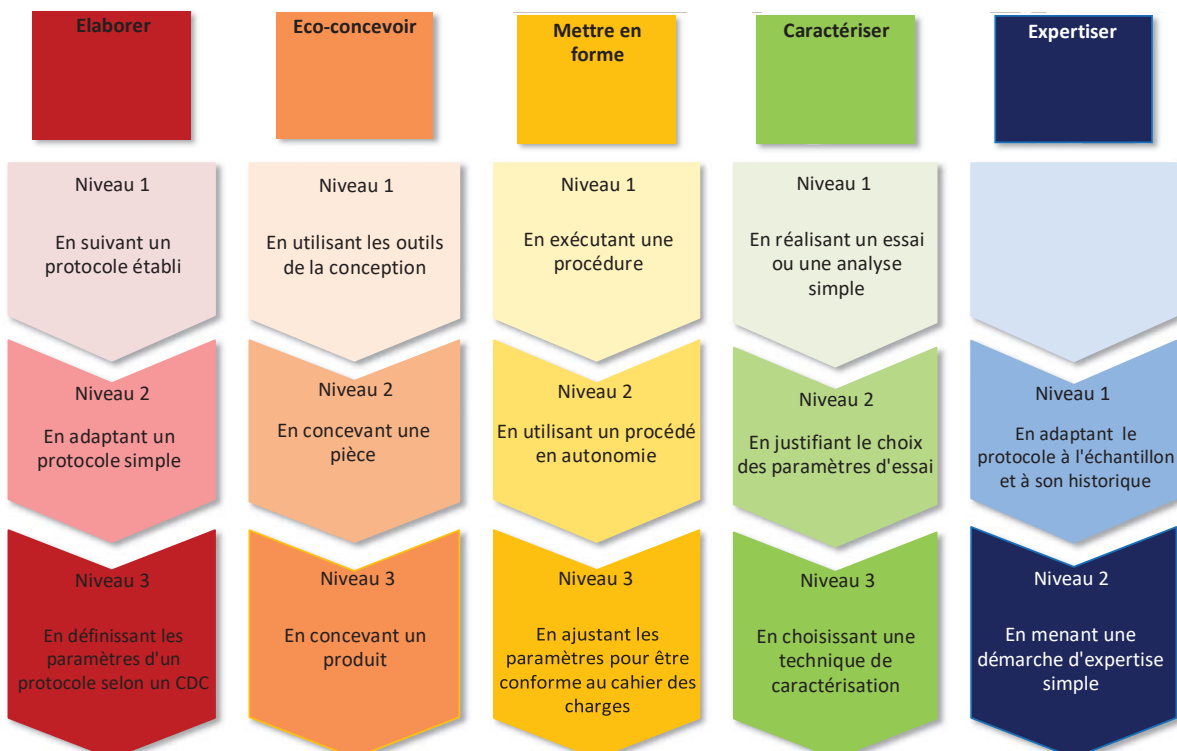 Elaborer
Eco-concevoir
Mettre en
forme
Caractériser
Expertiser
Niveau 1
En suivant un
protocole établi
Niveau 1
En utilisant les outils
de la conception
Niveau 1
En exécutant une
procédure
Niveau 1
En réalisant un essai
ou une analyse
simple
Niveau 2
En adaptant un
protocole simple
Niveau 2
En concevant une
pièce
Niveau 2
En utilisant un procédé
en autonomie
Niveau 2
En justifiant le choix
des paramètres d'essai
Niveau 1
En adaptant le
protocole à l'échantillon
et à son historique
Niveau 3
En définissant les
paramètres d'un
protocole selon un CDC
Niveau 3
En concevant un
produit
Niveau 3
En ajustant les
paramètres pour être
conforme au cahier des
charges
Niveau 3
En choisissant une
technique de
caractérisation
Niveau 2
En menant une
démarche d'expertise
simple